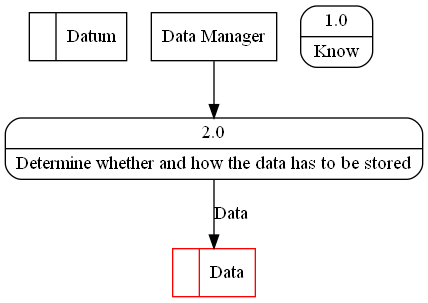 Datum
Data Manager
1.0
Know
2.0
Determine whether and how the data has to be stored
Data
Data